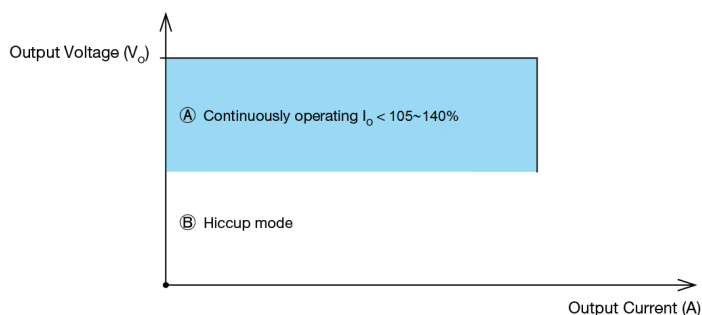 Output Voltage (Vo)
Ⓐ Continuously operating Io < 105~140%
Ⓑ Hiccup mode
Output Current (A)